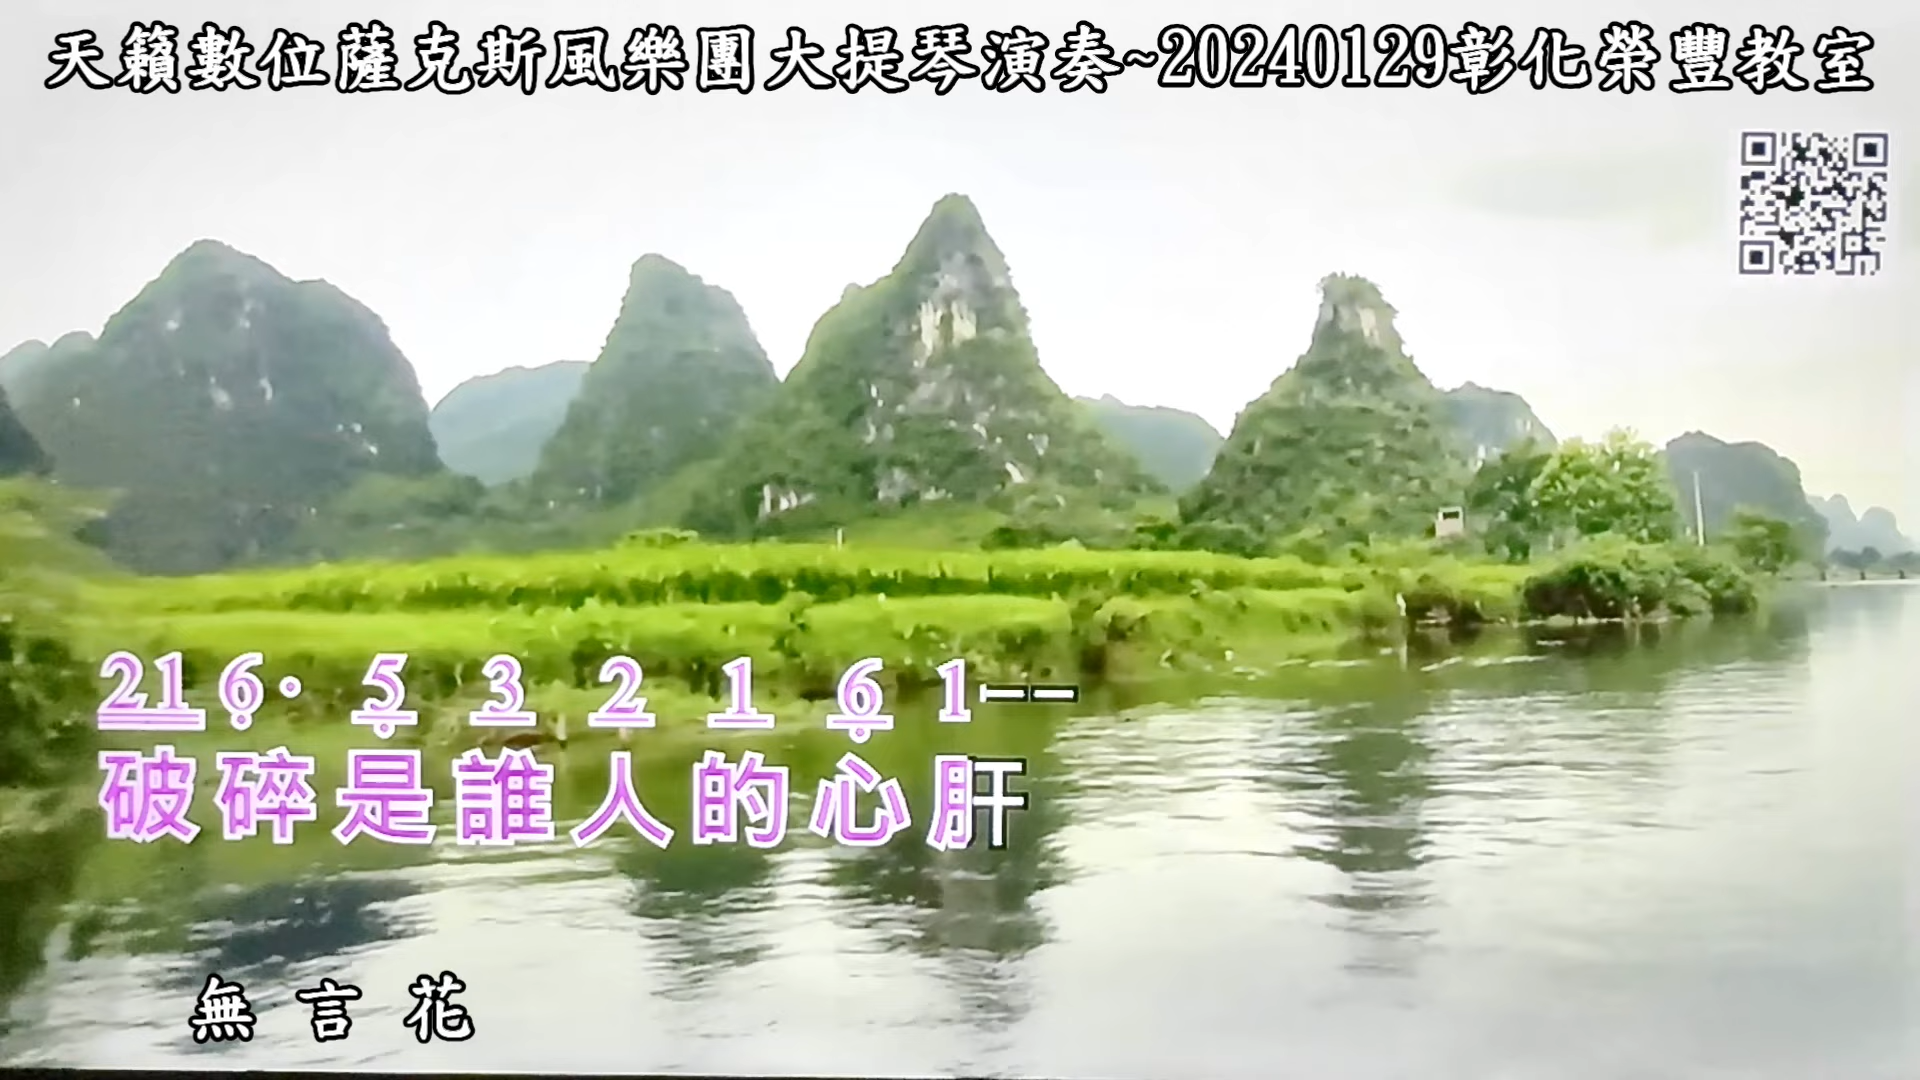 天籟數位薩克斯風樂團大提琴演奏~20240129彰化榮豐教室
216· 5 3 2 1 6 1--
破碎是誰人的心肝
無言花